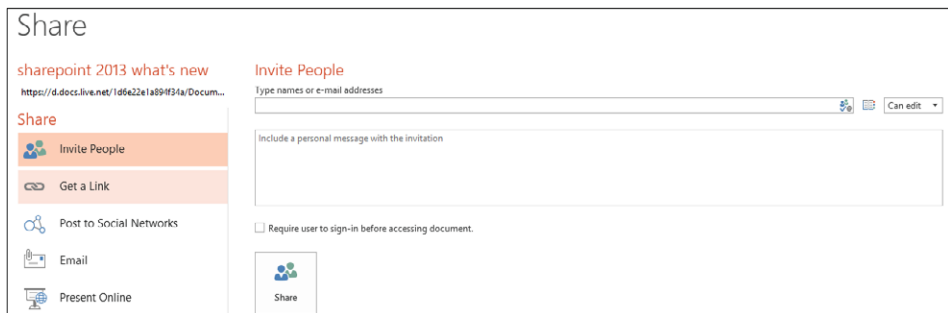 Share
sharepoint 2013 what's new
https://d.docs.live.net/1d6e22e1a894f34a/Docum...
Share
Invite People
Get a Link
Post to Social Networks
Email
Present Online
Invite People
Type names or e-mail addresses
Can edit
Include a personal message with the invitation
Require user to sign-in before accessing document.
Share